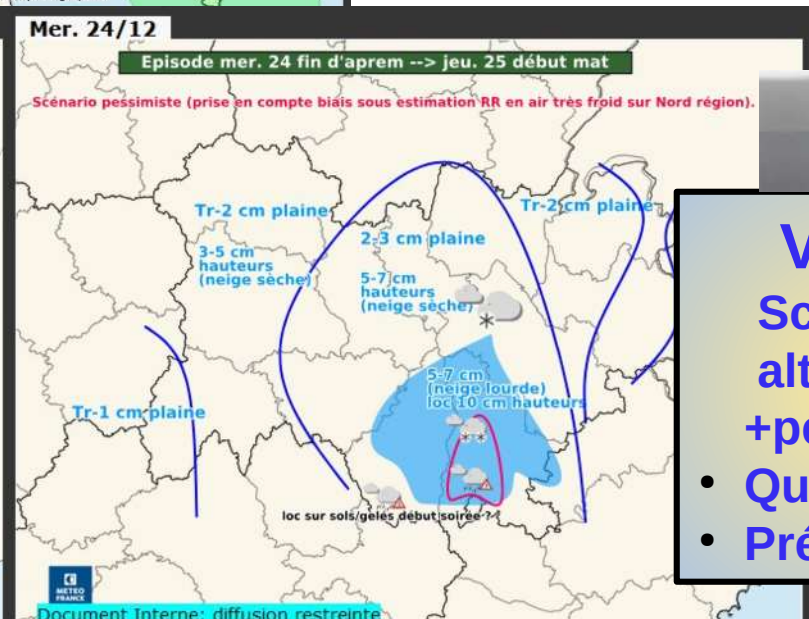 Mer. 24/12
Episode mer. 24 fin d'aprem --> jeu. 25 début mat
Scénario pessimiste (prise en compte biais sous estimation RR en air très froid sur Nord région).
Tr-2 cm plaine
3-5 cm
hauteurs
(neige sèche)
2-3 cm plaine
5-7 cm
hauteurs
(neige sèche)
Tr-2 cm plaine
5-7 cm
(neige lourde)
loc 10 cm hauteurs
Tr-1 cm plaine
loc sur sols gelés début soirée ?
METEO
FRANCE
Document Interne: diffusion restreinte
V
Sc
alt
+po
• Qu
• Pré